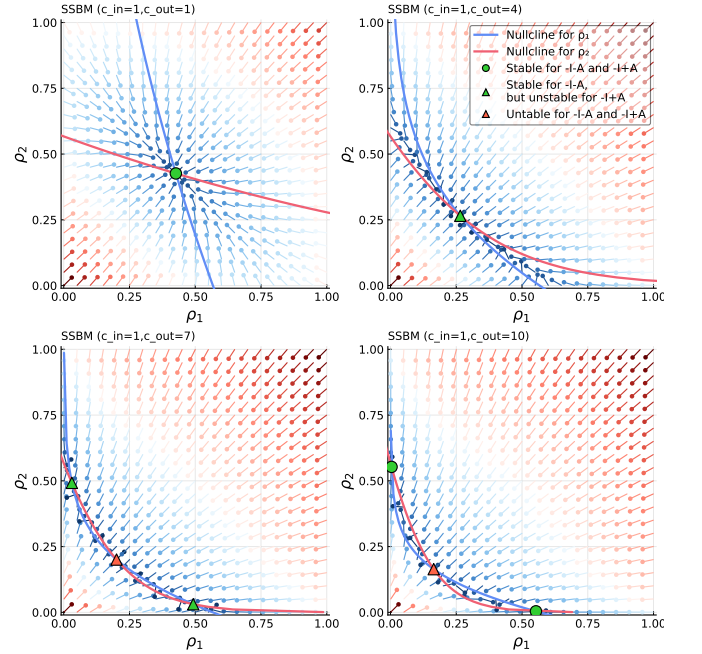 SSBM (c_in=1,c_out=1)
1.00
0.75
0.50
0.25
0.00
ρ₂
0.00 0.25 0.50 0.75 1.00
ρ₁
SSBM (c_in=1,c_out=4)
1.00
0.75
0.50
0.25
0.00
ρ₂
Nullcline for ρ₁
Nullcline for ρ₂
Stable for -I-A and -I+A
Stable for -I-A,
but unstable for -I+A
Untable for -I-A and -I+A
0.00 0.25 0.50 0.75 1.00
ρ₁
SSBM (c_in=1,c_out=7)
1.00
0.75
0.50
0.25
0.00
ρ₂
0.00 0.25 0.50 0.75 1.00
ρ₁
SSBM (c_in=1,c_out=10)
1.00
0.75
0.50
0.25
0.00
ρ₂
0.00 0.25 0.50 0.75 1.00
ρ₁